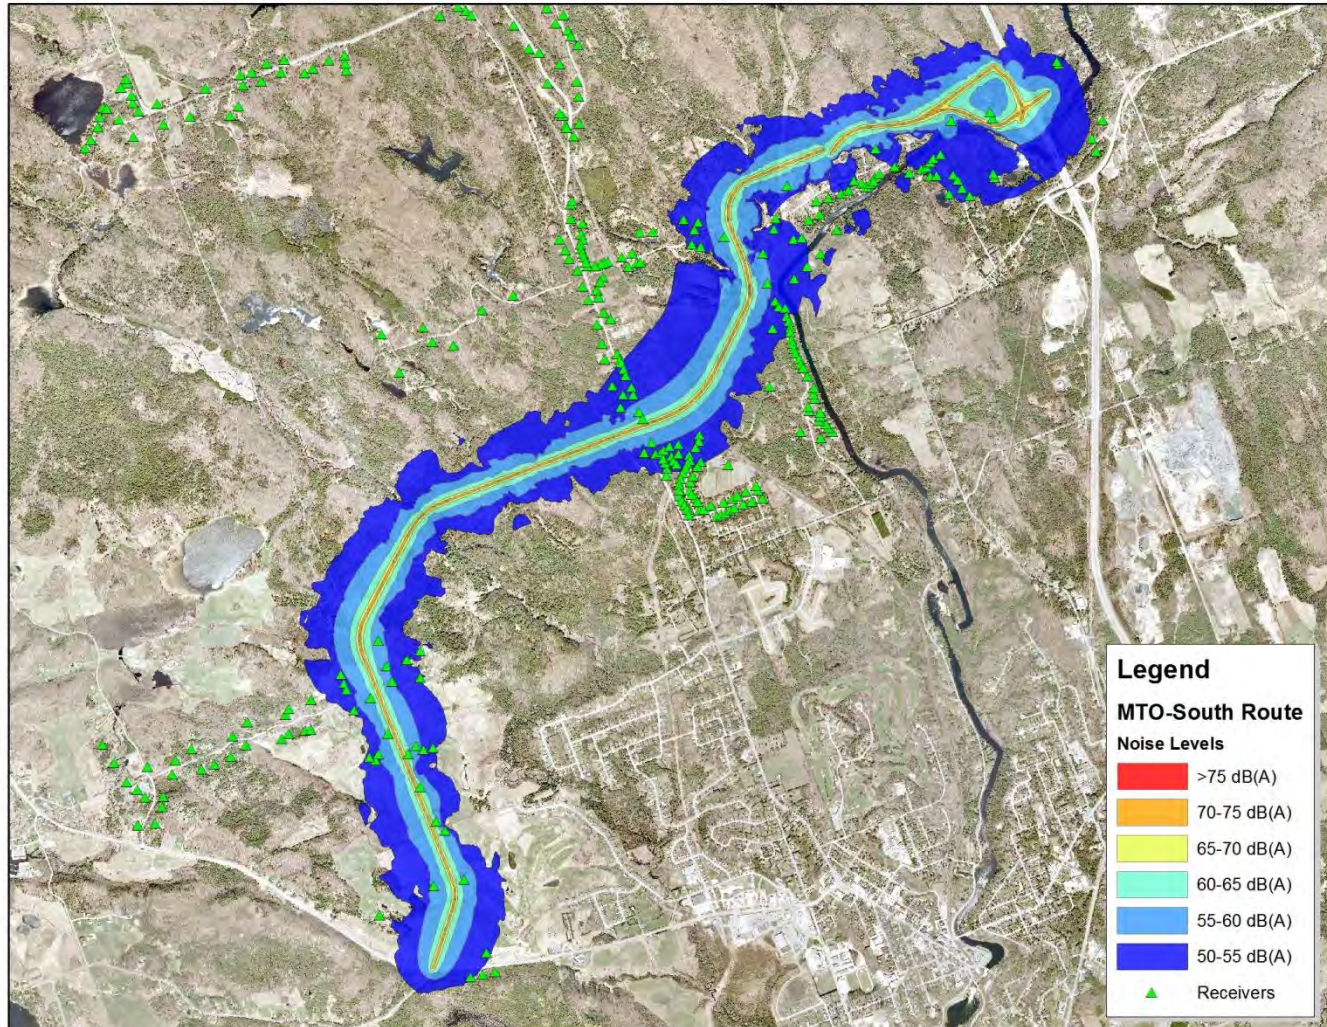 Legend
MTO-South Route
Noise Levels
>75 dB(A)
70-75 dB(A)
65-70 dB(A)
60-65 dB(A)
55-60 dB(A)
50-55 dB(A)
Receivers